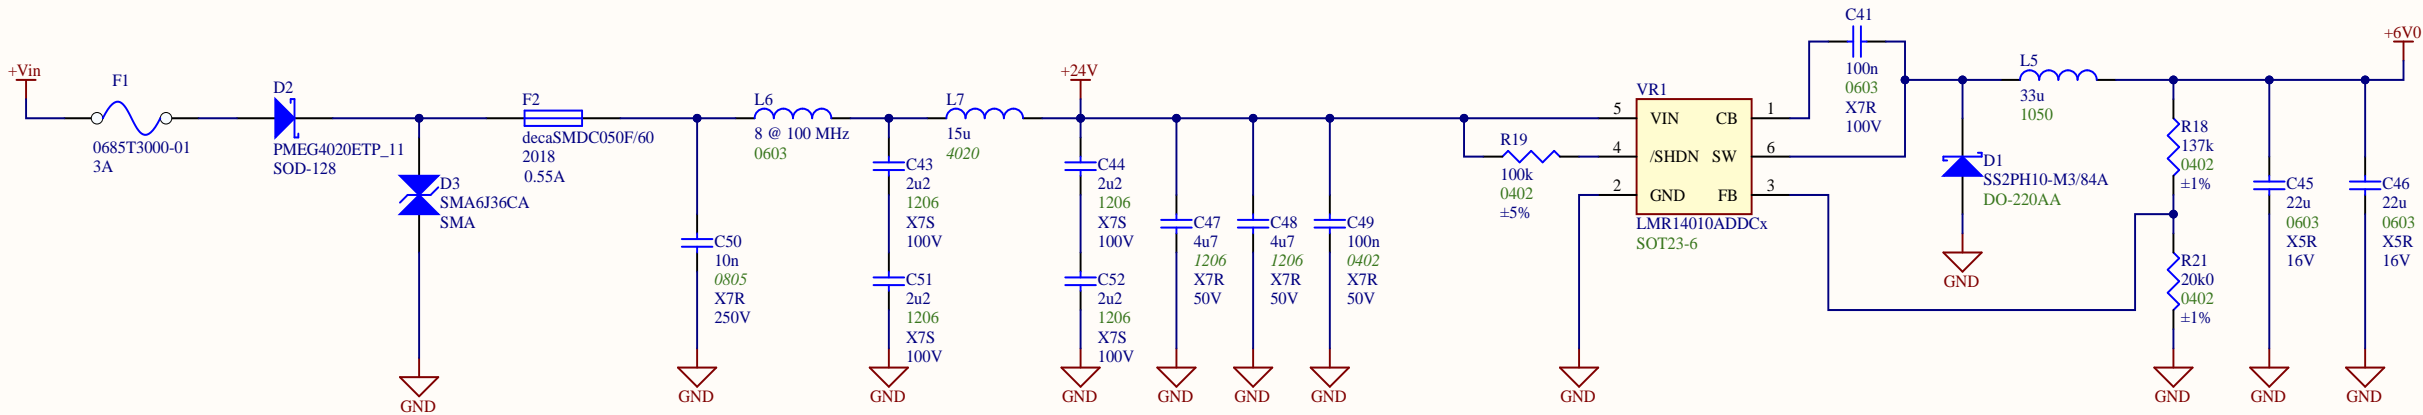 +Vin
F1
0685T3000-01
3A
D2
PMEG4020ETP_11
SOD-128
D3
SMA6J36CA
SMA
GND
F2
decaSMDC050F/60
2018
0.55A
C50
10n
0805
X7R
250V
GND
L6
8 @ 100 MHz
0603
C43
2u2
1206
X7S
100V
C51
2u2
1206
X7S
100V
GND
L7
15u
4020
+24V
C44
2u2
1206
X7S
100V
C52
2u2
1206
X7S
100V
GND
C47
4u7
1206
X7R
50V
GND
C48
4u7
1206
X7R
50V
GND
C49
100n
0402
X7R
50V
GND
R19
100k
0402
±5%
GND
VR1
5 VIN CB 1
4 /SHDN SW 6
2 GND FB 3
LMR14010ADDCx
SOT23-6
C41
100n
0603
X7R
100V
D1
SS2PH10-M3/84A
DO-220AA
GND
L5
33u
1050
R18
137k
0402
±1%
R21
20k0
0402
±1%
GND
C45
22u
0603
X5R
16V
GND
+6V0
C46
22u
0603
X5R
16V
GND